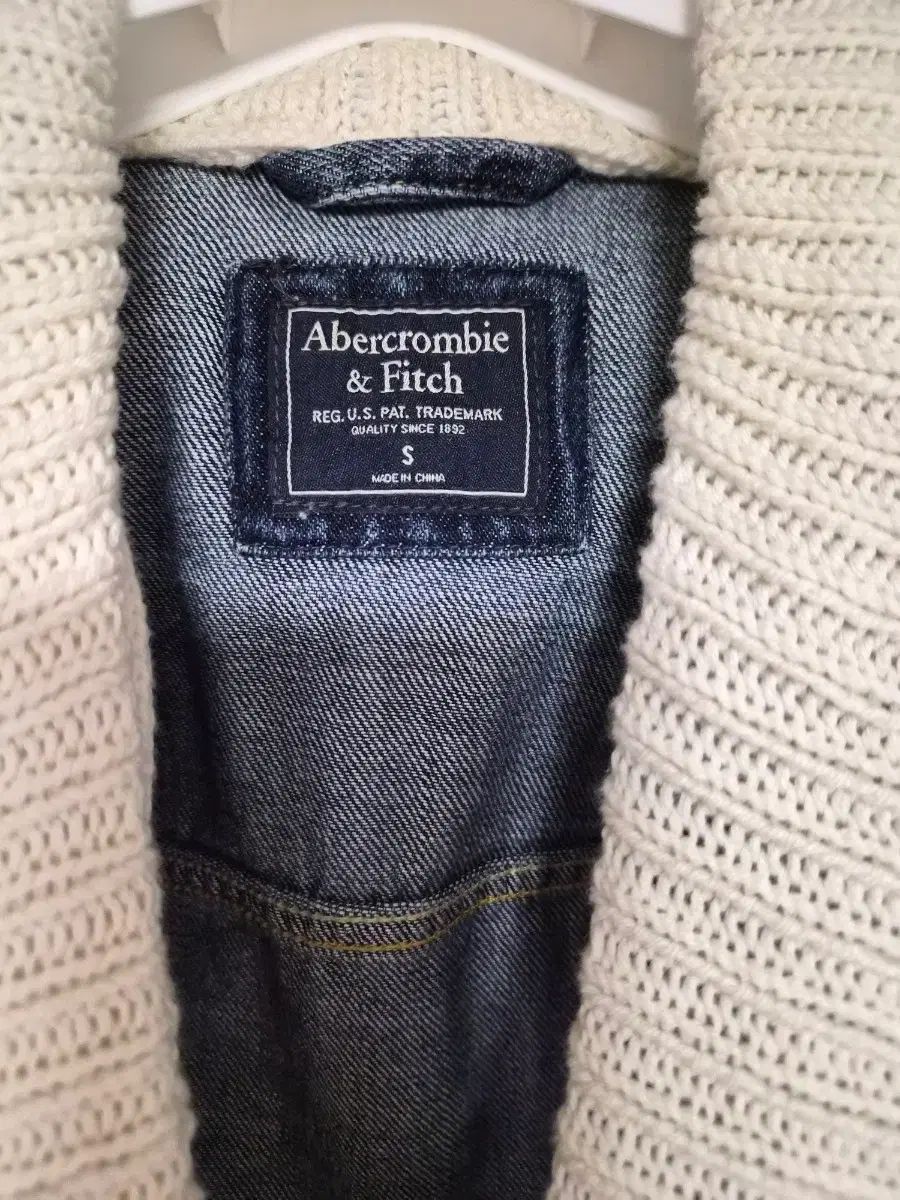 Abercrombie
& Fitch
REG. U.S. PAT. TRADEMARK
QUALITY SINCE 1892
S
MADE IN CHINA